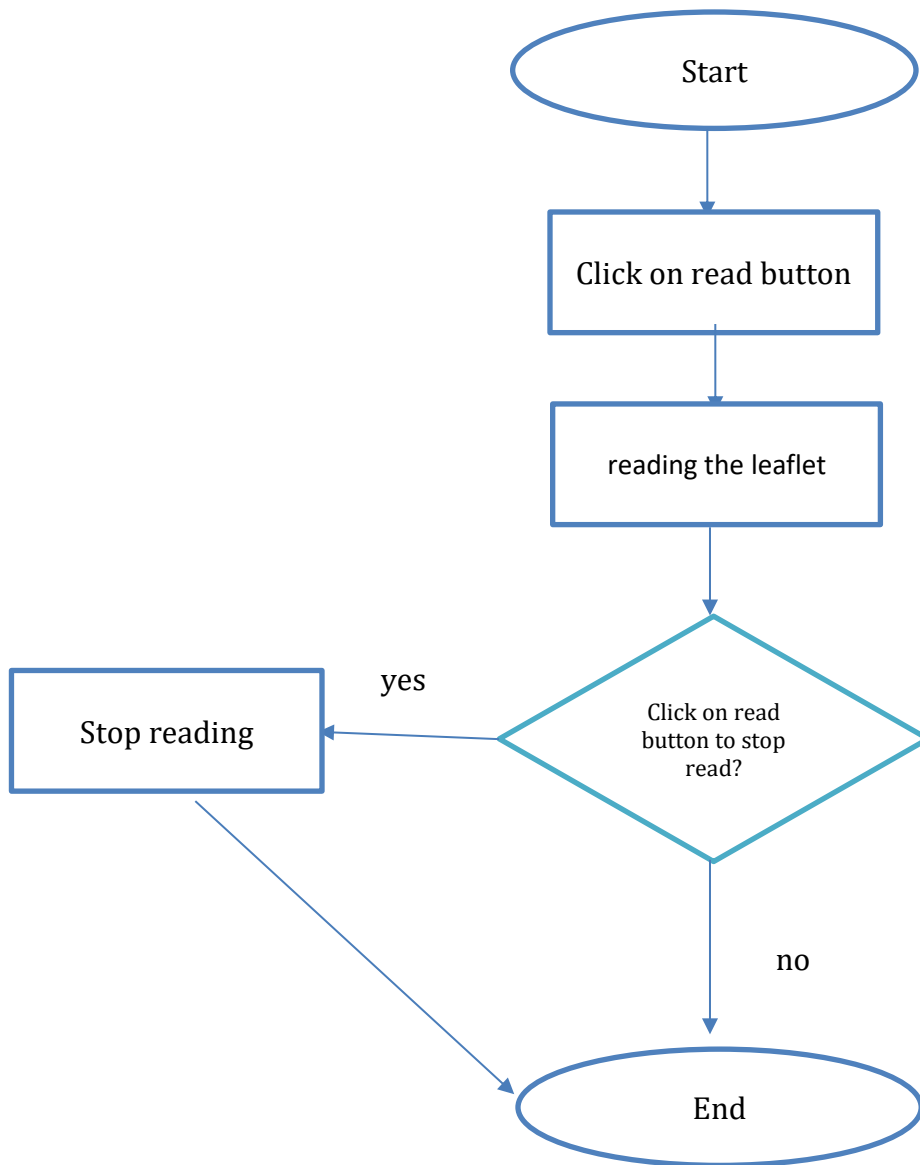 Start
Click on read button
reading the leaflet
Click on read
button to stop
read?
yes
Stop reading
no
End